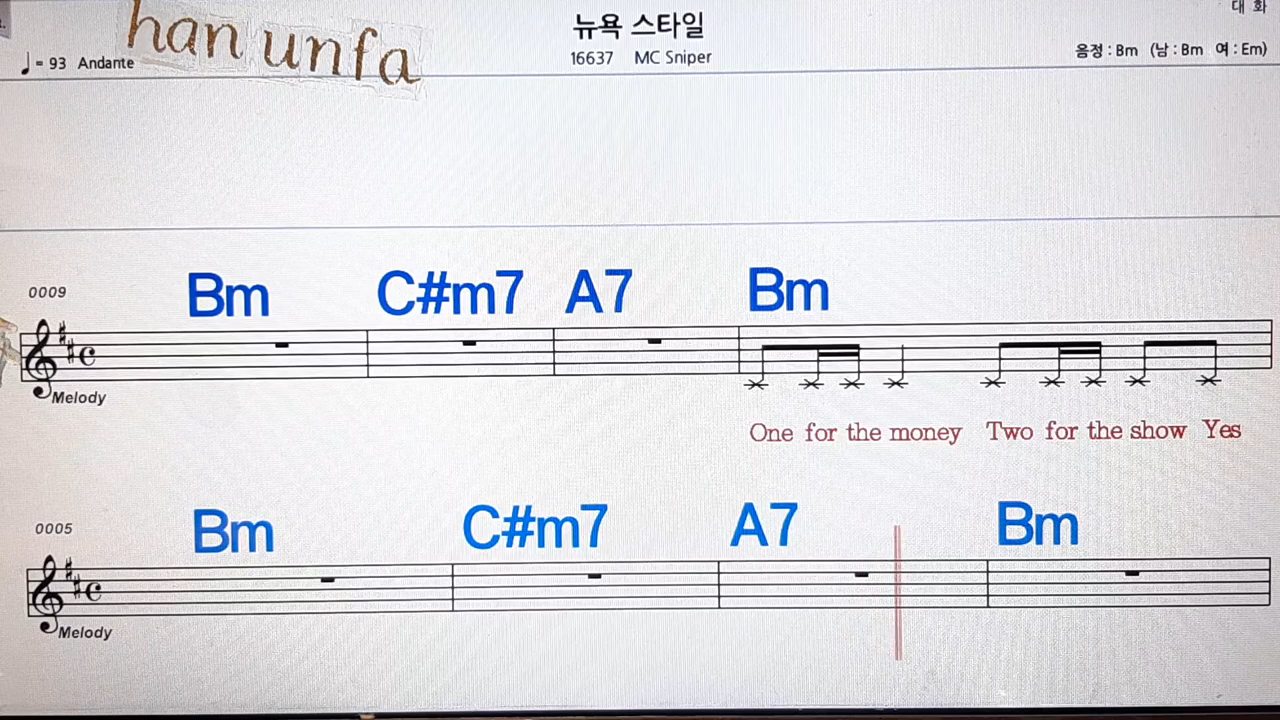 han unfa
뉴욕 스타일
대 화
♩= 93 Andante
16637 MC Sniper
음정 : Bm (남 : Bm 여 : Em)
Bm C#m7 A7 Bm
0009
Melody
One for the money Two for the show Yes
Bm C#m7 A7 Bm
0005
Melody